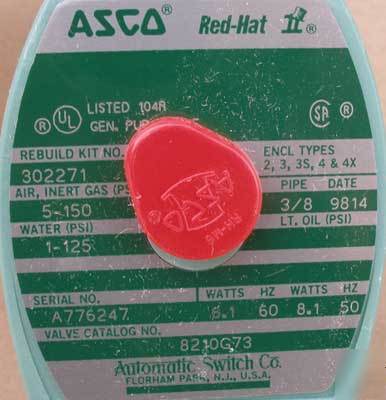 ASCO® Red-Hat II®
® UL LISTED 104R SA ®
GEN. PUR
REBUILD KIT NO. ENCL TYPES
302271 2, 3, 3S, 4 & 4X
AIR, INERT GAS (PS PIPE DATE
5-150 3/8 9814
WATER (PSI) LT. OIL (PSI)
1-125
SERIAL NO. WATTS HZ WATTS HZ
A776247 6.1 60 8.1 50
VALVE CATALOG NO.
8210G73
Automatic Switch Co.
FLORHAM PARK, N.J., U.S.A.